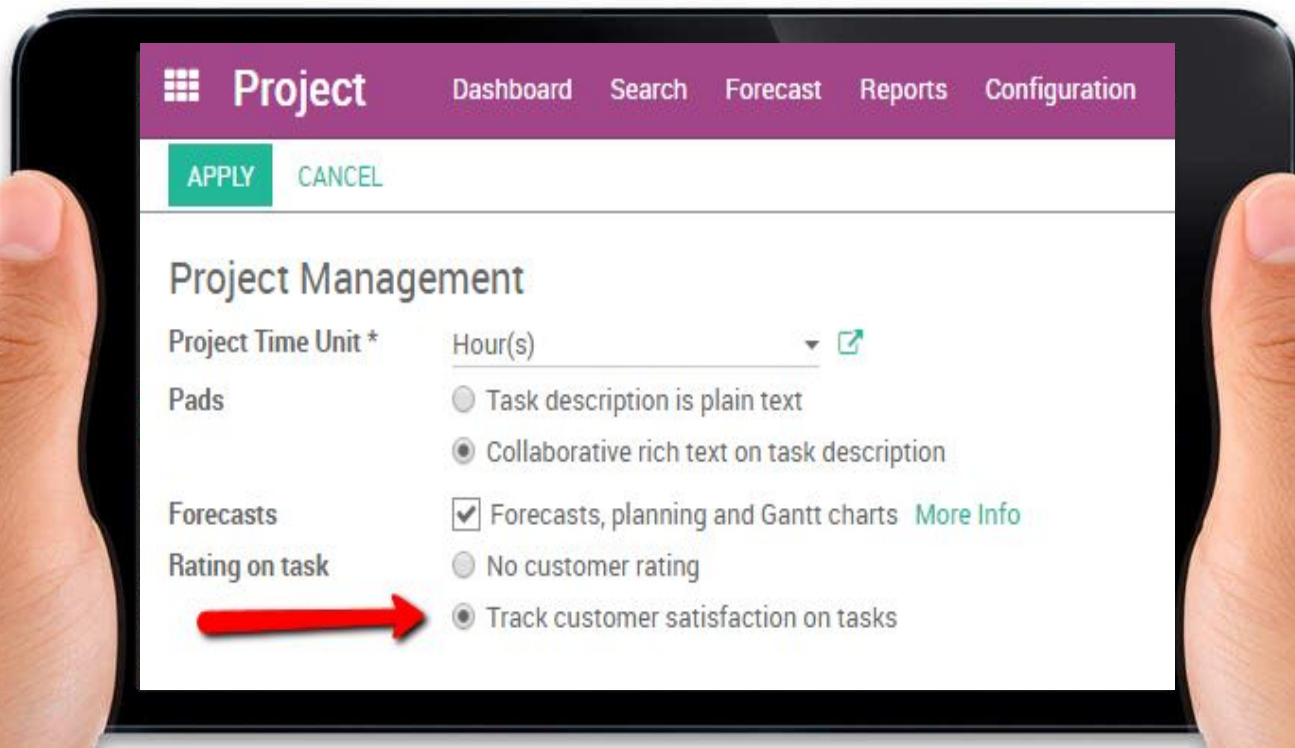 Project Dashboard Search Forecast Reports Configuration
APPLY CANCEL
Project Management
Project Time Unit * Hour(s)
Pads Task description is plain text
Collaborative rich text on task description
Forecasts Forecasts, planning and Gantt charts More Info
Rating on task No customer rating
Track customer satisfaction on tasks